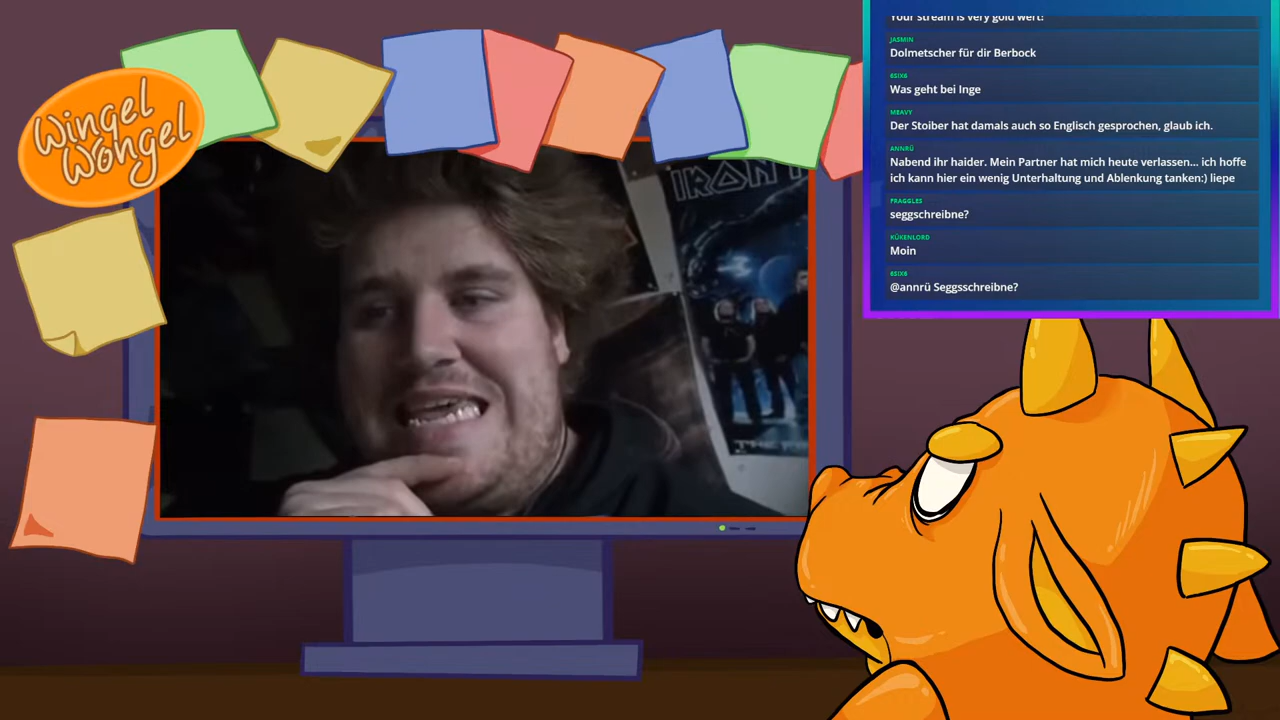 Wingel
Wongel
IRON
Your stream is very gold wert!
JASMIN
Dolmetscher für dir Berbock
6SIX6
Was geht bei Inge
MEAVY
Der Stoiber hat damals auch so Englisch gesprochen, glaub ich.
ANNRÜ
Nabend ihr haider. Mein Partner hat mich heute verlassen... ich hoffe
ich kann hier ein wenig Unterhaltung und Ablenkung tanken:) liepe
FRAGGLES
seggschreibne?
KÜKENLORD
Moin
6SIX6
@annrü Seggsschreibne?